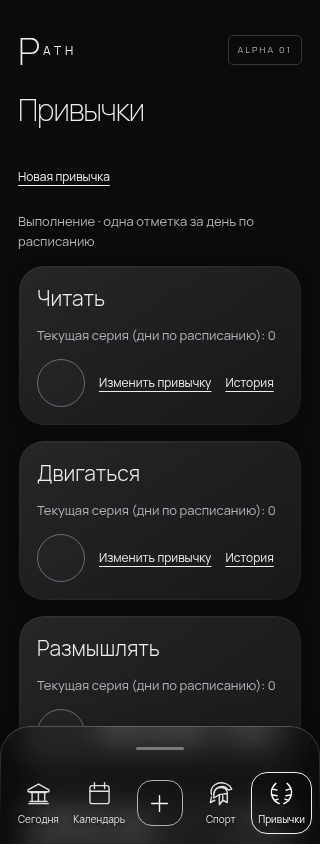 PATH
ALPHA 01
Привычки
Новая привычка
Выполнение · одна отметка за день по
расписанию
Читать
Текущая серия (дни по расписанию): 0
Изменить привычку История
Двигаться
Текущая серия (дни по расписанию): 0
Изменить привычку История
Размышлять
Текущая серия (дни по расписанию): 0
Сегодня Календарь Спорт Привычки